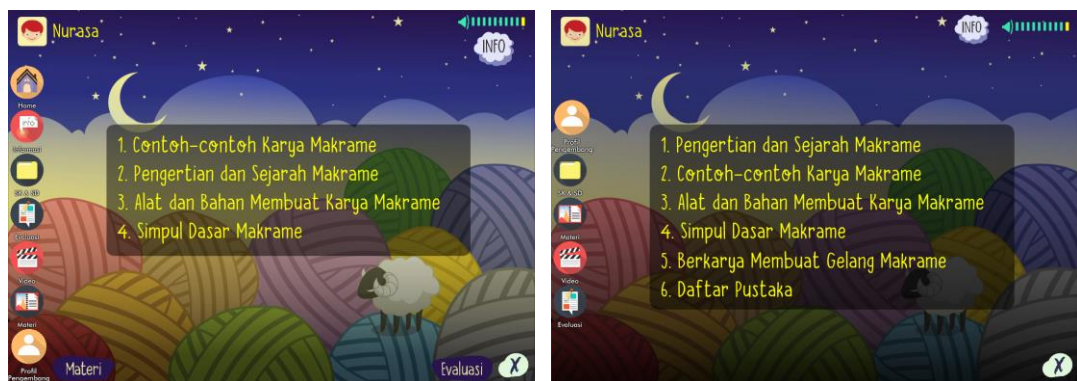 Nurasa
INFO
Home
Info
Informasi
SK & SD
Evaluasi
Video
Materi
Profil
Pengembang
1. Contoh-contoh Karya Makrame
2. Pengertian dan Sejarah Makrame
3. Alat dan Bahan Membuat Karya Makrame
4. Simpul Dasar Makrame
Materi
Evaluasi
X
Nurasa
INFO
Profil
Pengembang
SK & SD
Materi
Video
Evaluasi
1. Pengertian dan Sejarah Makrame
2. Contoh-contoh Karya Makrame
3. Alat dan Bahan Membuat Karya Makrame
4. Simpul Dasar Makrame
5. Berkarya Membuat Gelang Makrame
6. Daftar Pustaka
X